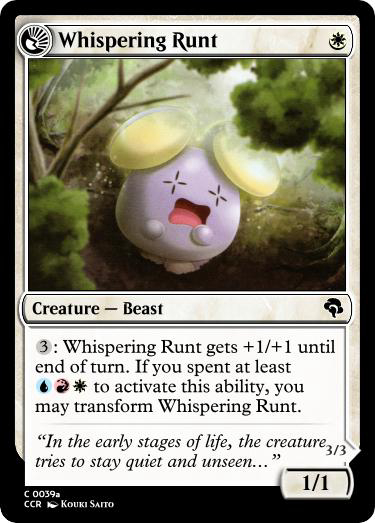 Whispering Runt
Creature — Beast
3: Whispering Runt gets +1/+1 until
end of turn. If you spent at least
to activate this ability, you
may transform Whispering Runt.
“In the early stages of life, the creature
tries to stay quiet and unseen…”
3/3
1/1
C 0039a
CCR Kouki Saito